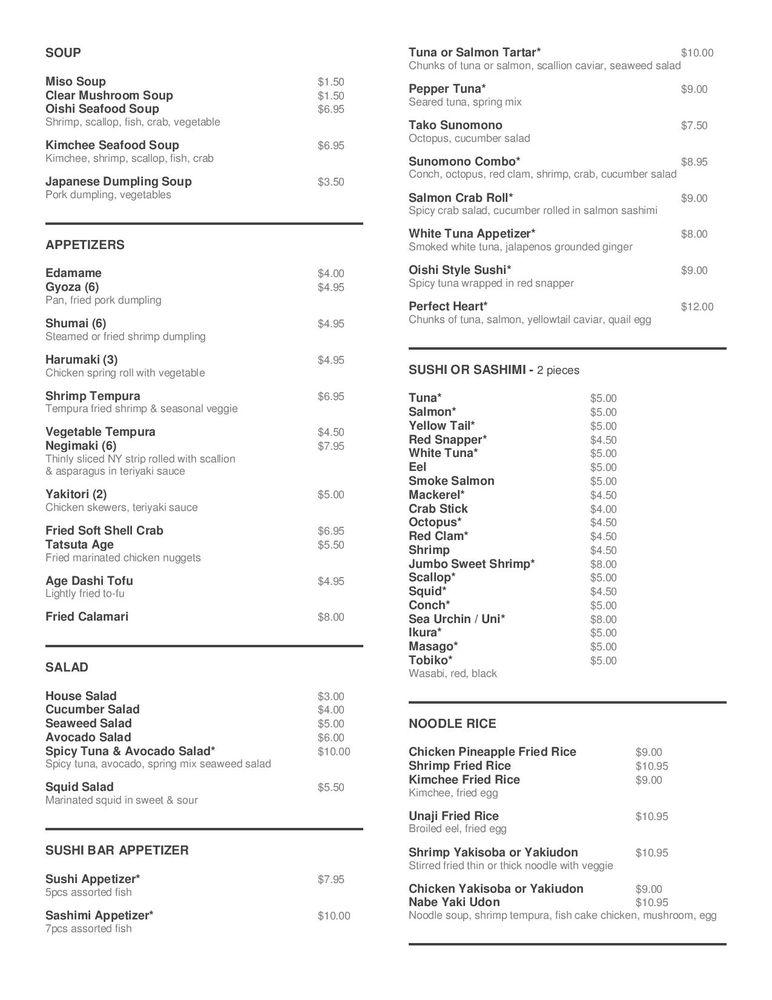 SOUP
Miso Soup $1.50
Clear Mushroom Soup $1.50
Oishi Seafood Soup $6.95
Shrimp, scallop, fish, crab, vegetable
Kimchee Seafood Soup $6.95
Kimchee, shrimp, scallop, fish, crab
Japanese Dumpling Soup $3.50
Pork dumpling, vegetables
APPETIZERS
Edamame $4.00
Gyoza (6) $4.95
Pan, fried pork dumpling
Shumai (6) $4.95
Steamed or fried shrimp dumpling
Harumaki (3) $4.95
Chicken spring roll with vegetable
Shrimp Tempura $6.95
Tempura fried shrimp & seasonal veggie
Vegetable Tempura $4.50
Negimaki (6) $7.95
Thinly sliced NY strip rolled with scallion
& asparagus in teriyaki sauce
Yakitori (2) $5.00
Chicken skewers, teriyaki sauce
Fried Soft Shell Crab $6.95
Tatsuta Age $5.50
Fried marinated chicken nuggets
Age Dashi Tofu $4.95
Lightly fried to-fu
Fried Calamari $8.00
SALAD
House Salad $3.00
Cucumber Salad $4.00
Seaweed Salad $5.00
Avocado Salad $6.00
Spicy Tuna & Avocado Salad* $10.00
Spicy tuna, avocado, spring mix seaweed salad
Squid Salad $5.50
Marinated squid in sweet & sour
SUSHI BAR APPETIZER
Sushi Appetizer* $7.95
5pcs assorted fish
Sashimi Appetizer* $10.00
7pcs assorted fish
Tuna or Salmon Tartar* $10.00
Chunks of tuna or salmon, scallion caviar, seaweed salad
Pepper Tuna* $9.00
Seared tuna, spring mix
Tako Sunomono $7.50
Octopus, cucumber salad
Sunomono Combo* $8.95
Conch, octopus, red clam, shrimp, crab, cucumber salad
Salmon Crab Roll* $9.00
Spicy crab salad, cucumber rolled in salmon sashimi
White Tuna Appetizer* $8.00
Smoked white tuna, jalapenos grounded ginger
Oishi Style Sushi* $9.00
Spicy tuna wrapped in red snapper
Perfect Heart* $12.00
Chunks of tuna, salmon, yellowtail caviar, quail egg
SUSHI OR SASHIMI - 2 pieces
Tuna* $5.00
Salmon* $5.00
Yellow Tail* $5.00
Red Snapper* $4.50
White Tuna* $5.00
Eel $5.00
Smoke Salmon $5.00
Mackerel* $4.50
Crab Stick $4.00
Octopus* $4.50
Red Clam* $4.50
Shrimp $4.50
Jumbo Sweet Shrimp* $8.00
Scallop* $5.00
Squid* $4.50
Conch* $5.00
Sea Urchin / Uni* $8.00
Ikura* $5.00
Masago* $5.00
Tobiko* $5.00
Wasabi, red, black
NOODLE RICE
Chicken Pineapple Fried Rice $9.00
Shrimp Fried Rice $10.95
Kimchee Fried Rice $9.00
Kimchee, fried egg
Unaji Fried Rice $10.95
Broiled eel, fried egg
Shrimp Yakisoba or Yakiudon $10.95
Stirred fried thin or thick noodle with veggie
Chicken Yakisoba or Yakiudon $9.00
Nabe Yaki Udon $10.95
Noodle soup, shrimp tempura, fish cake chicken, mushroom, egg